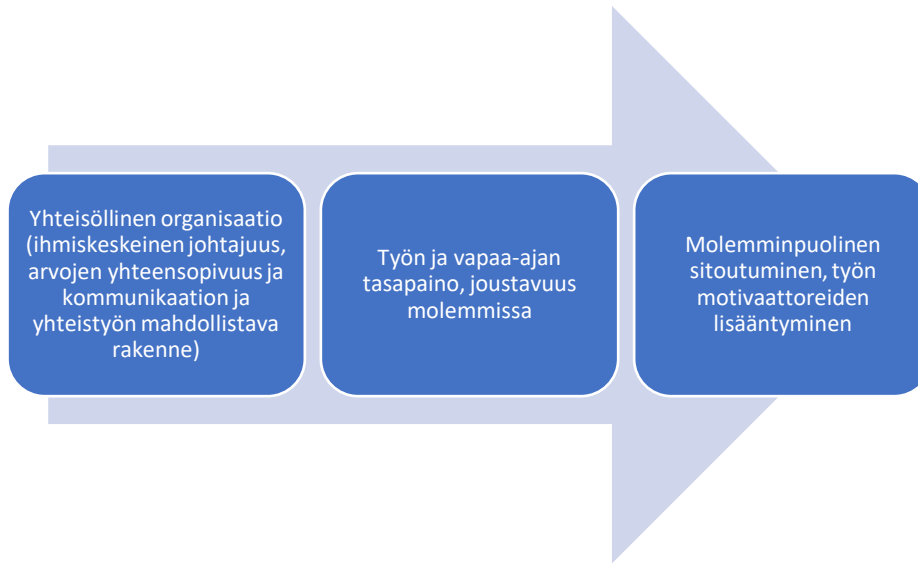 Yhteisöllinen organisaatio
(ihmiskeskeinen johtajuus,
arvojen yhteensopivuus ja
kommunikaation ja
yhteistyön mahdollistava
rakenne)
Työn ja vapaa-ajan
tasapaino, joustavuus
molemmissa
Molemminpuolinen
sitoutuminen, työn
motivaattoreiden
lisääntyminen